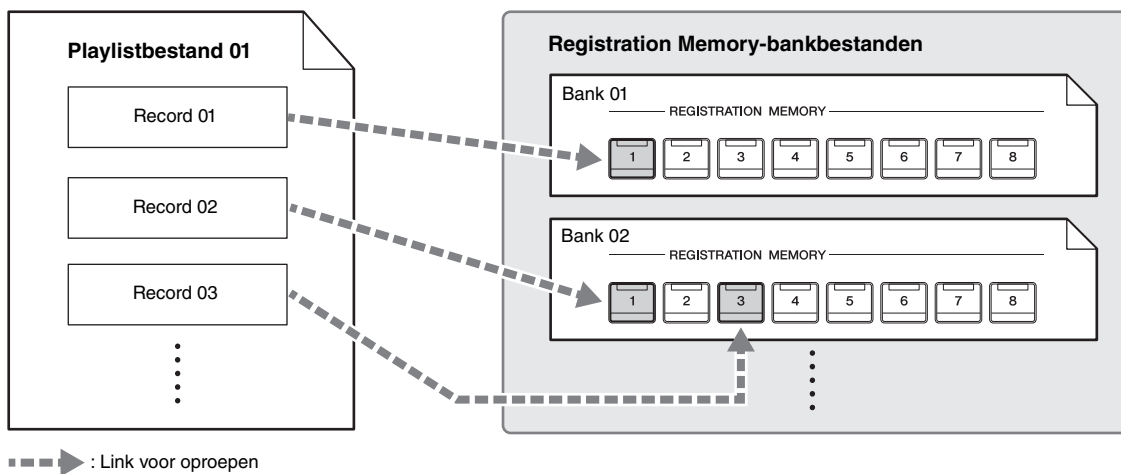 Playlistbestand 01
Record 01
Record 02
Record 03
Registration Memory-bankbestanden
Bank 01
REGISTRATION MEMORY
1 2 3 4 5 6 7 8
Bank 02
REGISTRATION MEMORY
1 2 3 4 5 6 7 8
: Link voor oproepen